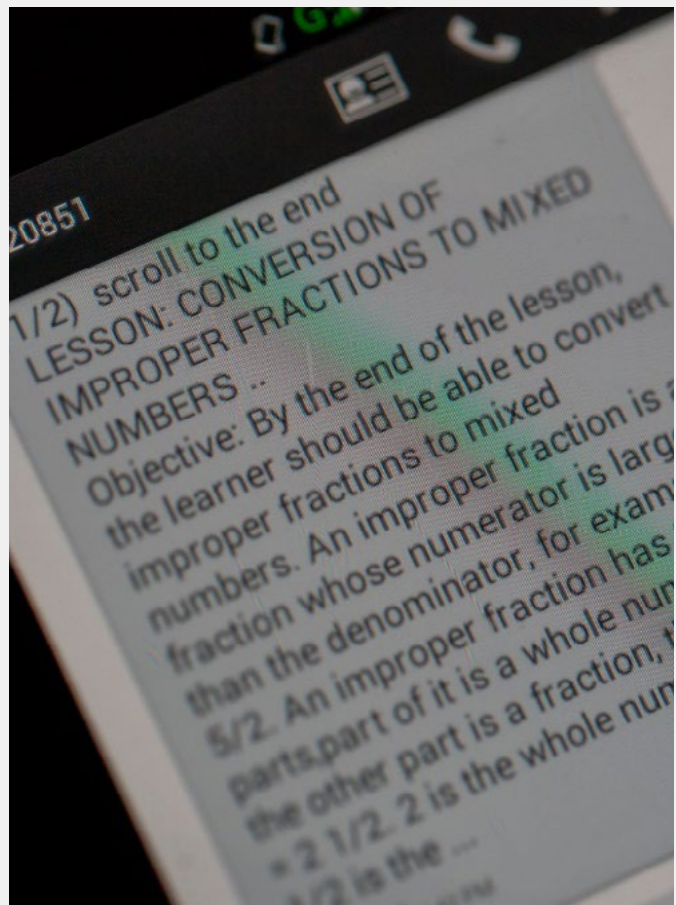 20851
1/2) scroll to the end
LESSON: CONVERSION OF
IMPROPER FRACTIONS TO MIXED
NUMBERS ..
Objective: By the end of the lesson,
the learner should be able to convert
improper fractions to mixed
numbers. An improper fraction is a
fraction whose numerator is larg
than the denominator, for exam
5/2. An improper fraction has
parts,part of it is a whole nu
the other part is a fraction,
= 2 1/2. 2 is the whole nu
1/2 is the ...